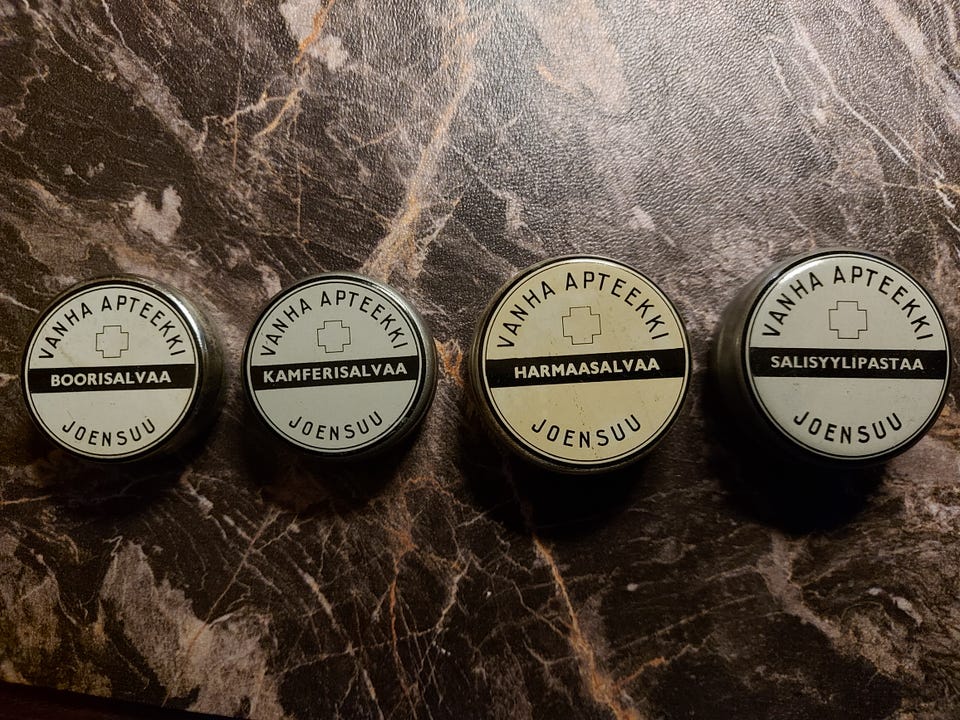 VANHA APTEEKKI
BOORISALVAA
JOENSUU
VANHA APTEEKKI
KAMFERISALVAA
JOENSUU
VANHA APTEEKKI
HARMAASALVAA
JOENSUU
VANHA APTEEKKI
SALISYYLIPASTAA
JOENSUU